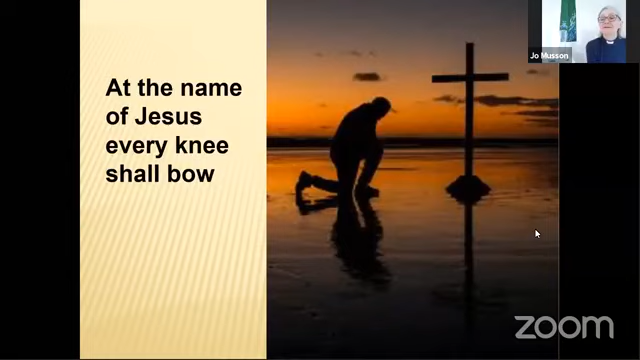 At the name
of Jesus
every knee
shall bow
Jo Musson
zoom